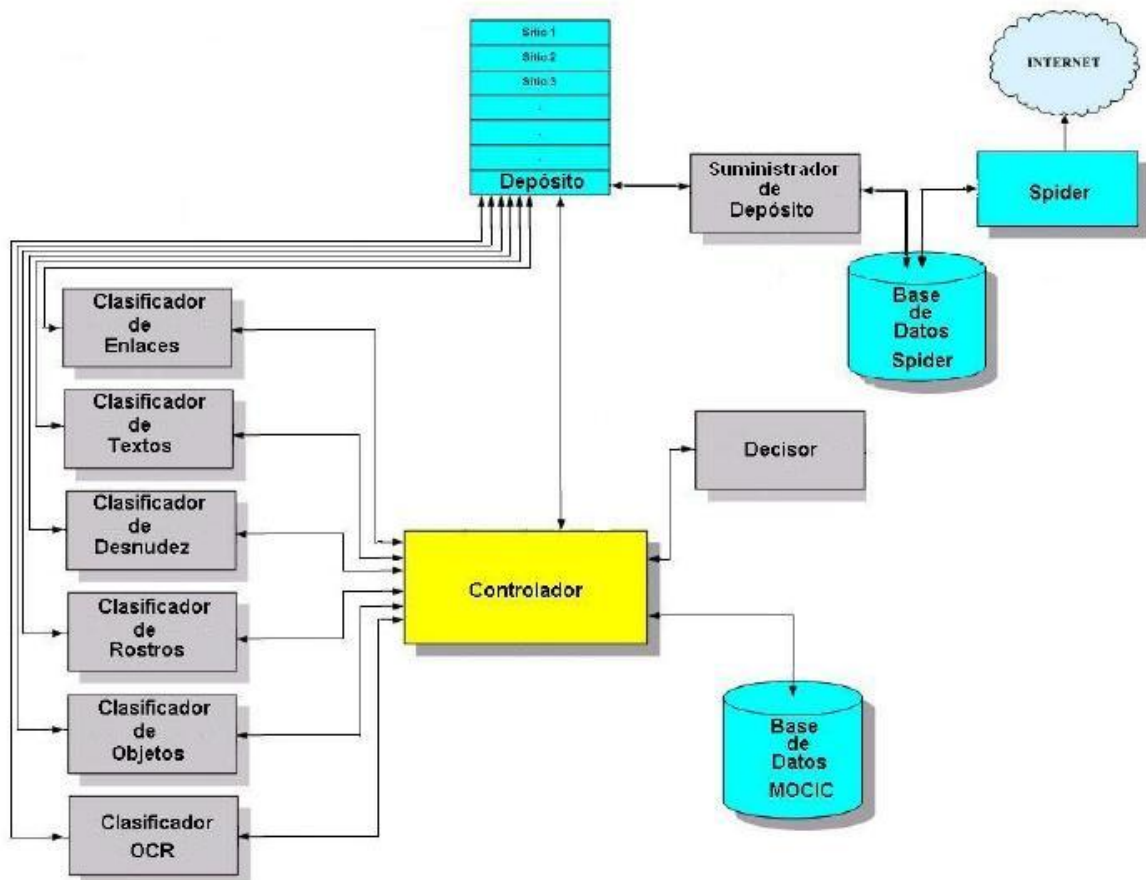 Sitio 1
Sitio 2
Sitio 3
.
.
.
Depósito
INTERNET
Suministrador
de
Depósito
Spider
Base
de
Datos
Spider
Clasificador
de
Enlaces
Clasificador
de
Textos
Decisor
Clasificador
de
Desnudez
Controlador
Clasificador
de
Rostros
Clasificador
de
Objetos
Base
de
Datos
MOCIC
Clasificador
OCR